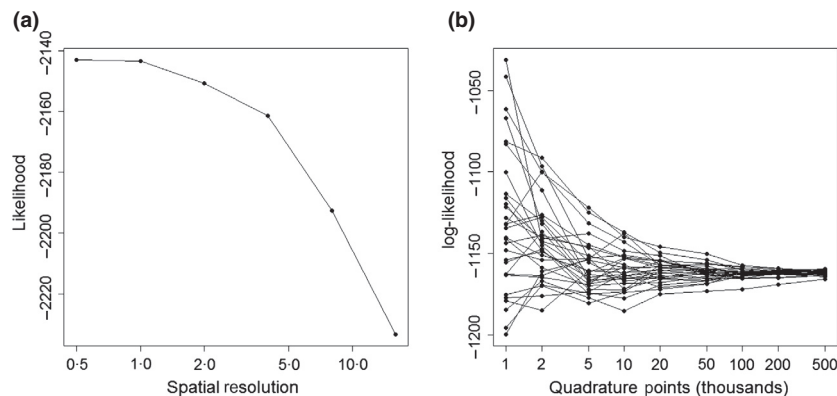 (a)
−2140
−2160
−2180
−2200
−2220
Likelihood
0·5 1·0 2·0 5·0 10·0
Spatial resolution
(b)
−1050
−1100
−1150
−1200
log-likelihood
1 2 5 10 20 50 100 200 500
Quadrature points (thousands)